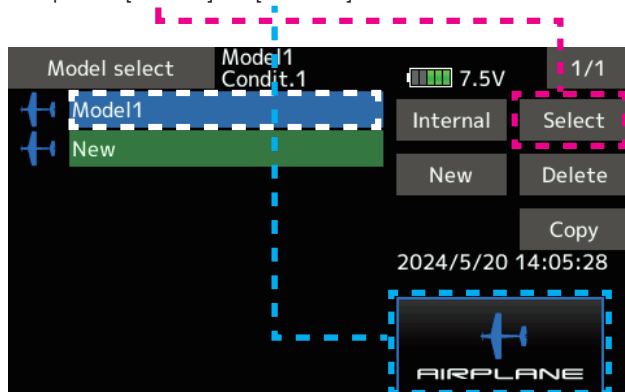 Model select
Model1
Condit.1
7.5V
1/1
Model1
New
Internal
Select
New
Delete
Copy
2024/5/20 14:05:28
AIRPLANE